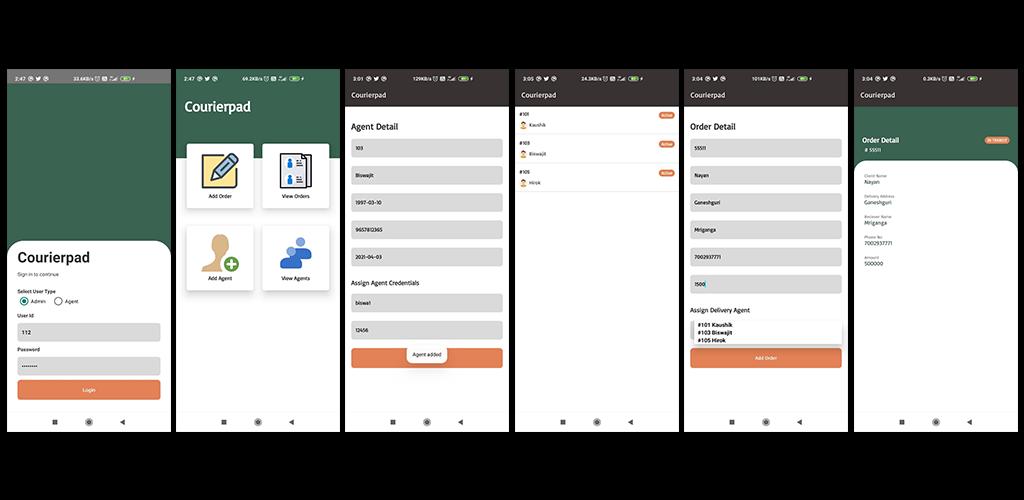 2:47
33.6KB/s
Courierpad
Sign in to continue
Select User Type
Admin
Agent
User Id
112
Password
••••••••
Login
2:47
69.2KB/s
Courierpad
Add Order
View Orders
Add Agent
View Agents
3:01
129KB/s
Courierpad
Agent Detail
103
Biswajit
1997-03-10
9657812365
2021-04-03
Assign Agent Credentials
biswa1
12456
Agent added
3:05
24.3KB/s
Courierpad
#101
Active
Kaushik
#103
Active
Biswajit
#105
Active
Hirok
3:04
101KB/s
Courierpad
Order Detail
55511
Nayan
Ganeshguri
Mriganga
7002937771
1500
Assign Delivery Agent
#101 Kaushik
#103 Biswajit
#105 Hirok
Add Order
3:04
0.3KB/s
Courierpad
Order Detail
IN TRANSIT
# 55511
Client Name
Nayan
Delivery Address
Ganeshguri
Reciever Name
Mriganga
Phone No.
7002937771
Amount
500000